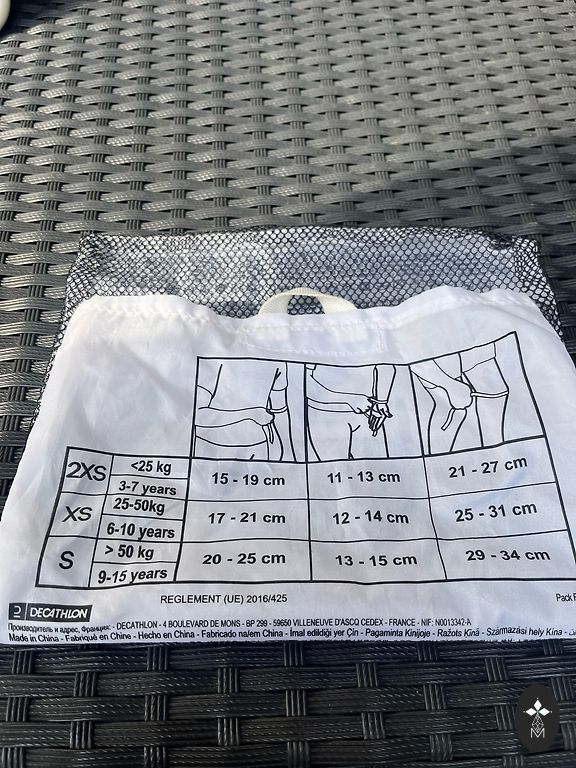 2XS <25 kg 15 - 19 cm 11 - 13 cm 21 - 27 cm
3-7 years
XS 25-50kg 17 - 21 cm 12 - 14 cm 25 - 31 cm
6-10 years
S > 50 kg 20 - 25 cm 13 - 15 cm 29 - 34 cm
9-15 years
REGLEMENT (UE) 2016/425 Pack
DECATHLON
Производитель и адрес, Франция: - DECATHLON - 4 BOULEVARD DE MONS - BP 299 - 59650 VILLENEUVE D'ASCQ CEDEX - FRANCE - NIF: N0013342-A
Made in China - Fabriqué en Chine - Hecho en China - Fabricado na/em China - İmal edildiği yer Çin - Pagaminta Kinijoje - Ražots Ķīnā - Származási hely Kína -
M